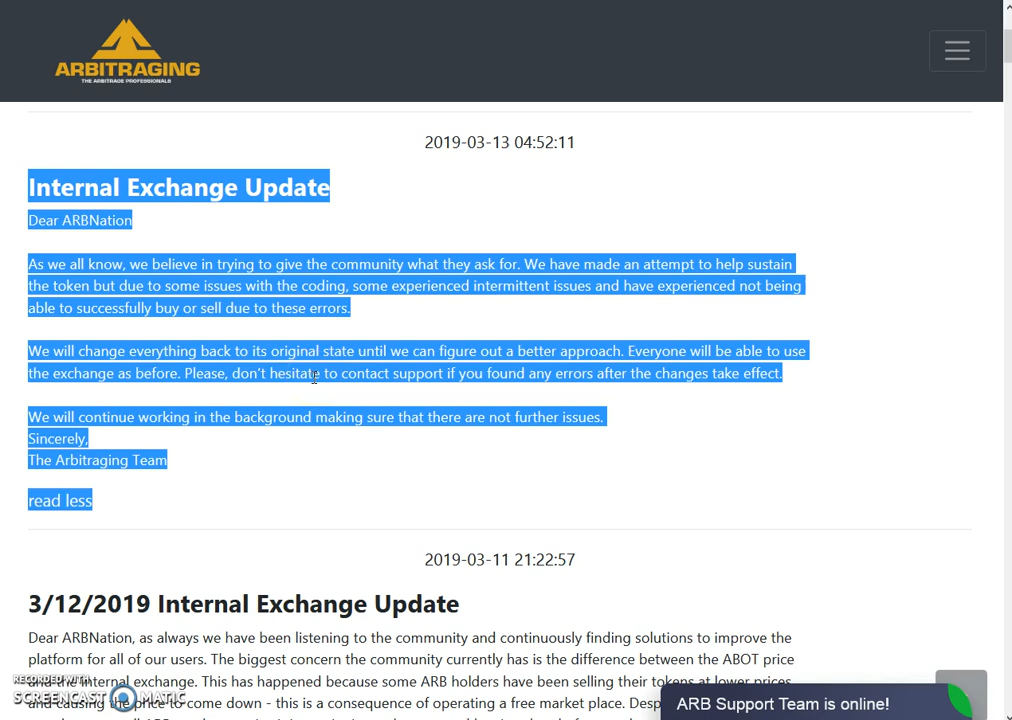 ARBITRAGING
THE ARBITRAGE PROFESSIONALS
2019-03-13 04:52:11
Internal Exchange Update
Dear ARBNation
As we all know, we believe in trying to give the community what they ask for. We have made an attempt to help sustain
the token but due to some issues with the coding, some experienced intermittent issues and have experienced not being
able to successfully buy or sell due to these errors.
We will change everything back to its original state until we can figure out a better approach. Everyone will be able to use
the exchange as before. Please, don't hesitate to contact support if you found any errors after the changes take effect.
We will continue working in the background making sure that there are not further issues.
Sincerely,
The Arbitraging Team
read less
2019-03-11 21:22:57
3/12/2019 Internal Exchange Update
Dear ARBNation, as always we have been listening to the community and continuously finding solutions to improve the
platform for all of our users. The biggest concern the community currently has is the difference between the ABOT price
and the internal exchange. This has happened because some ARB holders have been selling their tokens at lower prices
and causing the price to come down - this is a consequence of operating a free market place.
RECORDED WITH
SCREENCAST MATIC
ARB Support Team is online!